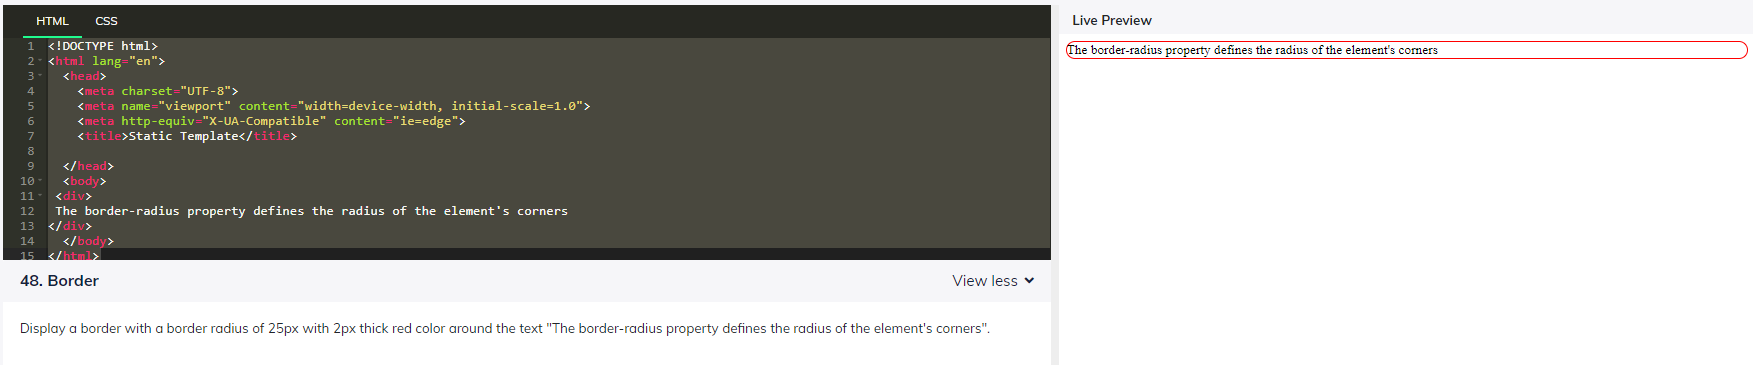 HTML CSS
1 <!DOCTYPE html>
2 <html lang="en">
3 <head>
4 <meta charset="UTF-8">
5 <meta name="viewport" content="width=device-width, initial-scale=1.0">
6 <meta http-equiv="X-UA-Compatible" content="ie=edge">
7 <title>Static Template</title>
8
9 </head>
10 <body>
11 <div>
12 The border-radius property defines the radius of the element's corners
13 </div>
14 </body>
15 </html>
48. Border View less
Display a border with a border radius of 25px with 2px thick red color around the text "The border-radius property defines the radius of the element's corners".
Live Preview
The border-radius property defines the radius of the element's corners